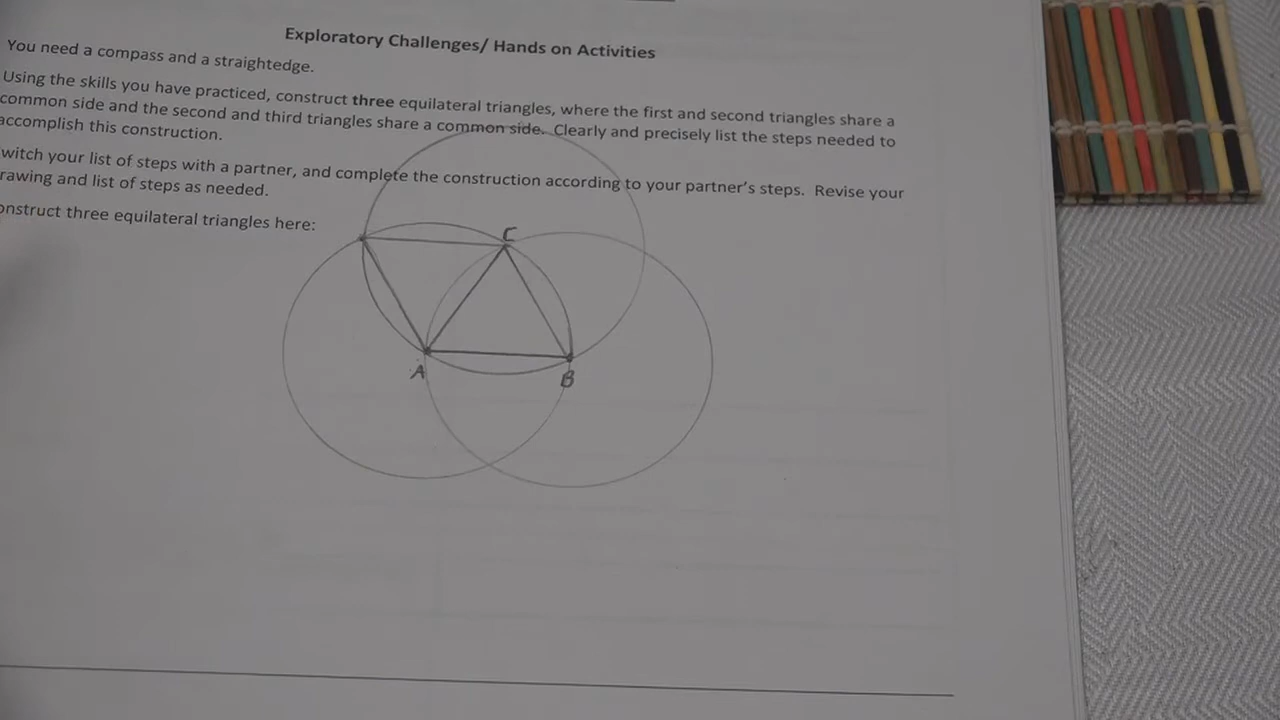 Exploratory Challenges/ Hands on Activities
You need a compass and a straightedge.
Using the skills you have practiced, construct three equilateral triangles, where the first and second triangles share a
common side and the second and third triangles share a common side. Clearly and precisely list the steps needed to
accomplish this construction.
witch your list of steps with a partner, and complete the construction according to your partner's steps. Revise your
rawing and list of steps as needed.
onstruct three equilateral triangles here:
C
A
B